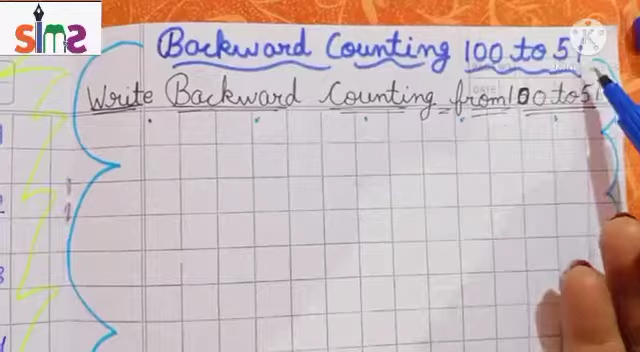 sims
Backward Counting 100 to 51
Write Backward Counting from 100 to 51